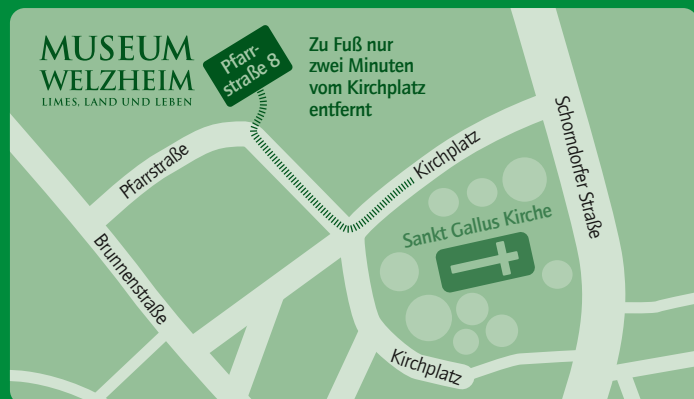 MUSEUM
WELZHEIM
LIMES, LAND UND LEBEN
Pfarr-
straße 8
Zu Fuß nur
zwei Minuten
vom Kirchplatz
entfernt
Pfarrstraße
Kirchplatz
Schorndorfer Straße
Sankt Gallus Kirche
Brunnenstraße
Kirchplatz